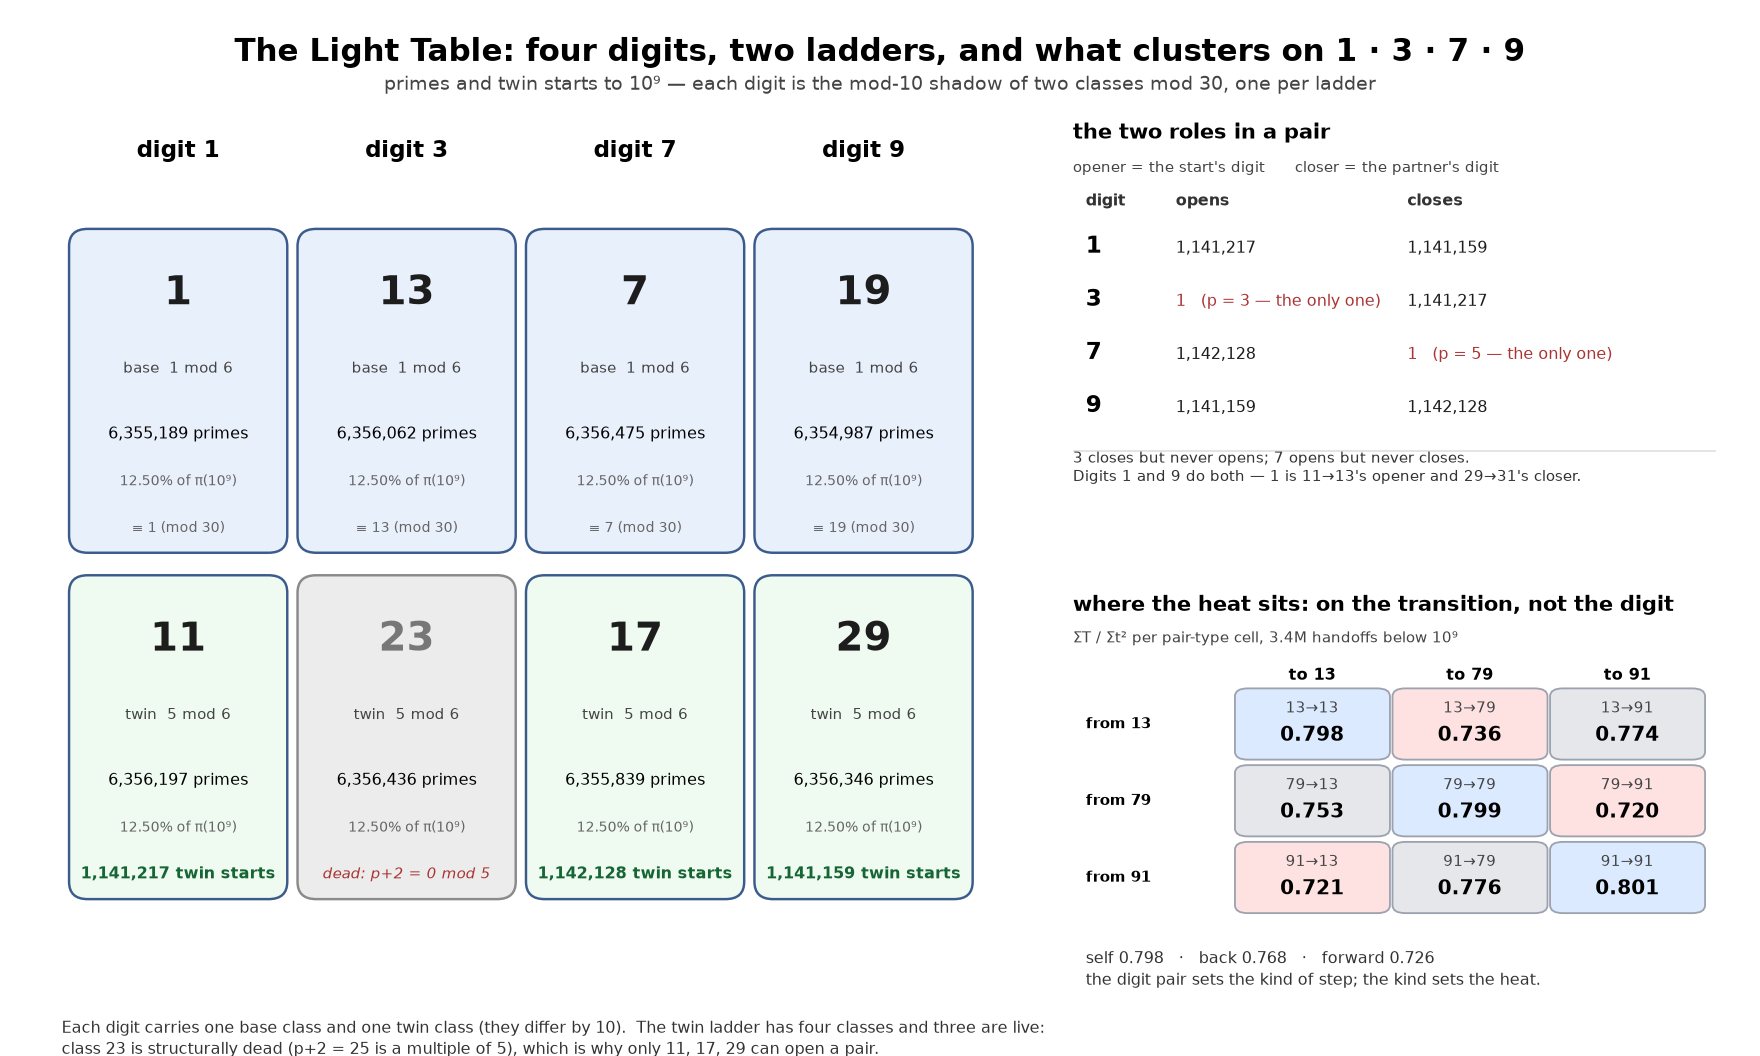 The Light Table: four digits, two ladders, and what clusters on 1 · 3 · 7 · 9
primes and twin starts to 10⁹ — each digit is the mod-10 shadow of two classes mod 30, one per ladder
digit 1
digit 3
digit 7
digit 9
1
base 1 mod 6
6,355,189 primes
12.50% of π(10⁹)
≡ 1 (mod 30)
13
base 1 mod 6
6,356,062 primes
12.50% of π(10⁹)
≡ 13 (mod 30)
7
base 1 mod 6
6,356,475 primes
12.50% of π(10⁹)
≡ 7 (mod 30)
19
base 1 mod 6
6,354,987 primes
12.50% of π(10⁹)
≡ 19 (mod 30)
11
twin 5 mod 6
6,356,197 primes
12.50% of π(10⁹)
1,141,217 twin starts
23
twin 5 mod 6
6,356,436 primes
12.50% of π(10⁹)
dead: p+2 = 0 mod 5
17
twin 5 mod 6
6,355,839 primes
12.50% of π(10⁹)
1,142,128 twin starts
29
twin 5 mod 6
6,356,346 primes
12.50% of π(10⁹)
1,141,159 twin starts
the two roles in a pair
opener = the start's digit closer = the partner's digit
digit opens closes
1 1,141,217 1,141,159
3 1 (p = 3 — the only one) 1,141,217
7 1,142,128 1 (p = 5 — the only one)
9 1,141,159 1,142,128
3 closes but never opens; 7 opens but never closes.
Digits 1 and 9 do both — 1 is 11→13's opener and 29→31's closer.
where the heat sits: on the transition, not the digit
ΣT / Σt² per pair-type cell, 3.4M handoffs below 10⁹
to 13 to 79 to 91
from 13
13→13
0.798
13→79
0.736
13→91
0.774
from 79
79→13
0.753
79→79
0.799
79→91
0.720
from 91
91→13
0.721
91→79
0.776
91→91
0.801
self 0.798 · back 0.768 · forward 0.726
the digit pair sets the kind of step; the kind sets the heat.
Each digit carries one base class and one twin class (they differ by 10). The twin ladder has four classes and three are live:
class 23 is structurally dead (p+2 = 25 is a multiple of 5), which is why only 11, 17, 29 can open a pair.